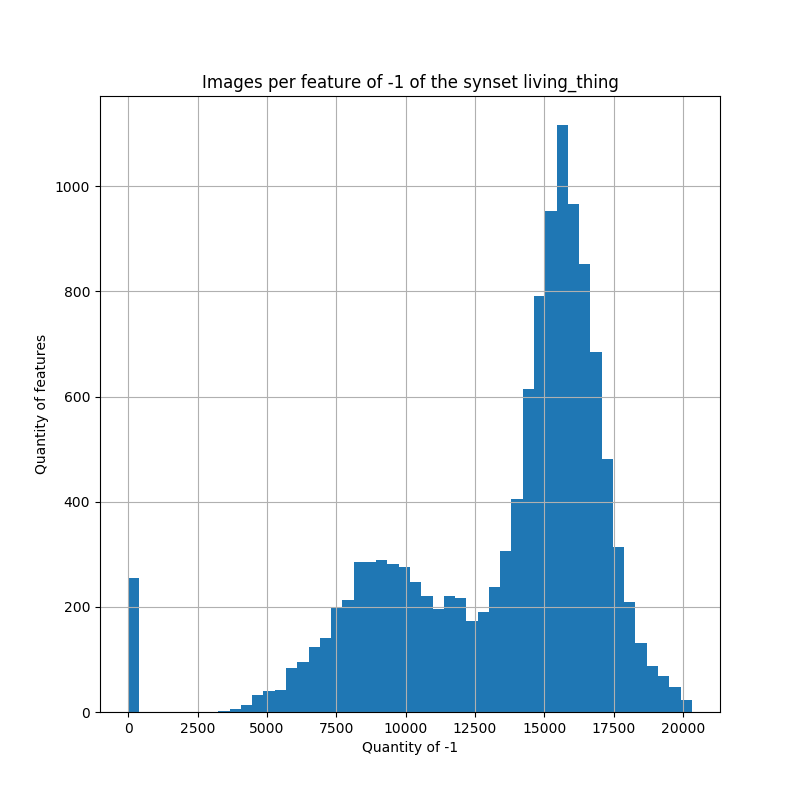 Images per feature of -1 of the synset living_thing
1000
800
600
400
200
0
Quantity of features
0 2500 5000 7500 10000 12500 15000 17500 20000
Quantity of -1